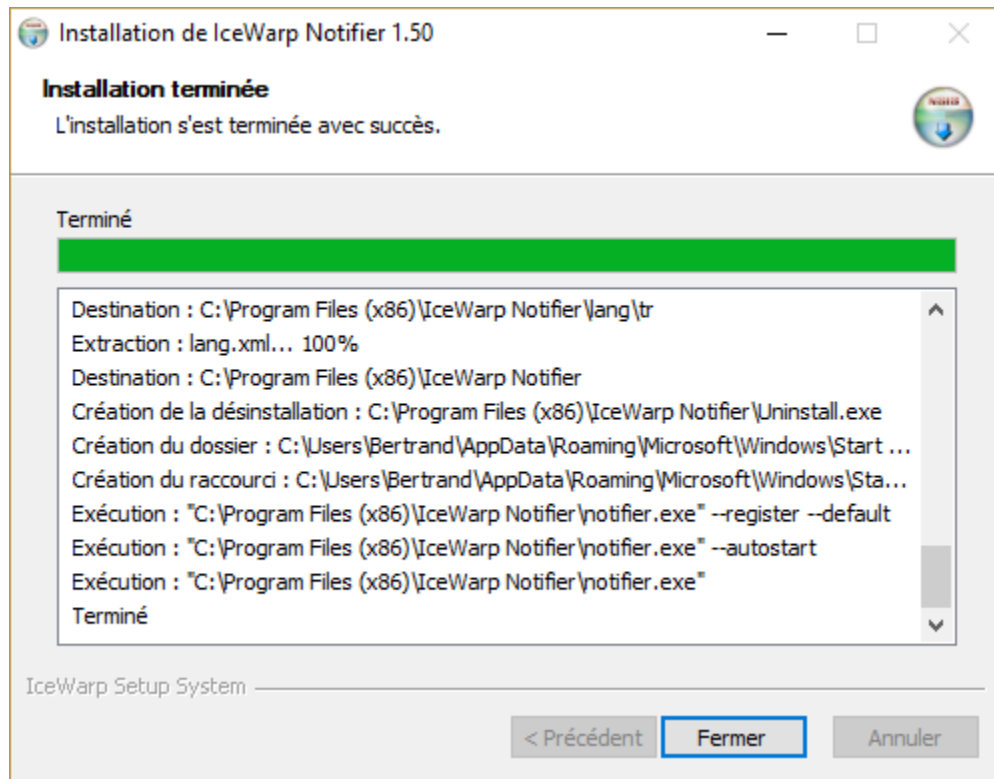 Installation de IceWarp Notifier 1.50
Installation terminée
L'installation s'est terminée avec succès.
Terminé
Destination : C:\Program Files (x86)\IceWarp Notifier\lang\tr
Extraction : lang.xml... 100%
Destination : C:\Program Files (x86)\IceWarp Notifier
Création de la désinstallation : C:\Program Files (x86)\IceWarp Notifier\Uninstall.exe
Création du dossier : C:\Users\Bertrand\AppData\Roaming\Microsoft\Windows\Start ...
Création du raccourci : C:\Users\Bertrand\AppData\Roaming\Microsoft\Windows\Sta...
Exécution : "C:\Program Files (x86)\IceWarp Notifier\notifier.exe" --register --default
Exécution : "C:\Program Files (x86)\IceWarp Notifier\notifier.exe" --autostart
Exécution : "C:\Program Files (x86)\IceWarp Notifier\notifier.exe"
Terminé
IceWarp Setup System
< Précédent Fermer Annuler